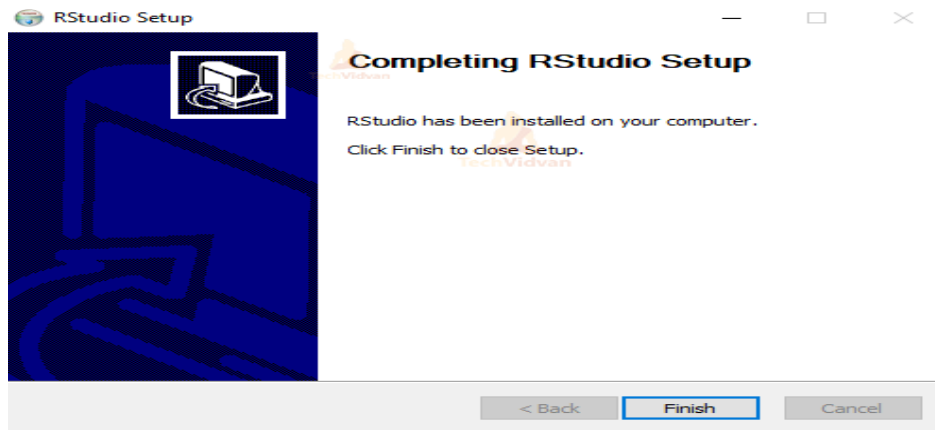 RStudio Setup
Completing RStudio Setup
TechVidvan
RStudio has been installed on your computer.
Click Finish to close Setup.
TechVidvan
< Back
Finish
Cancel